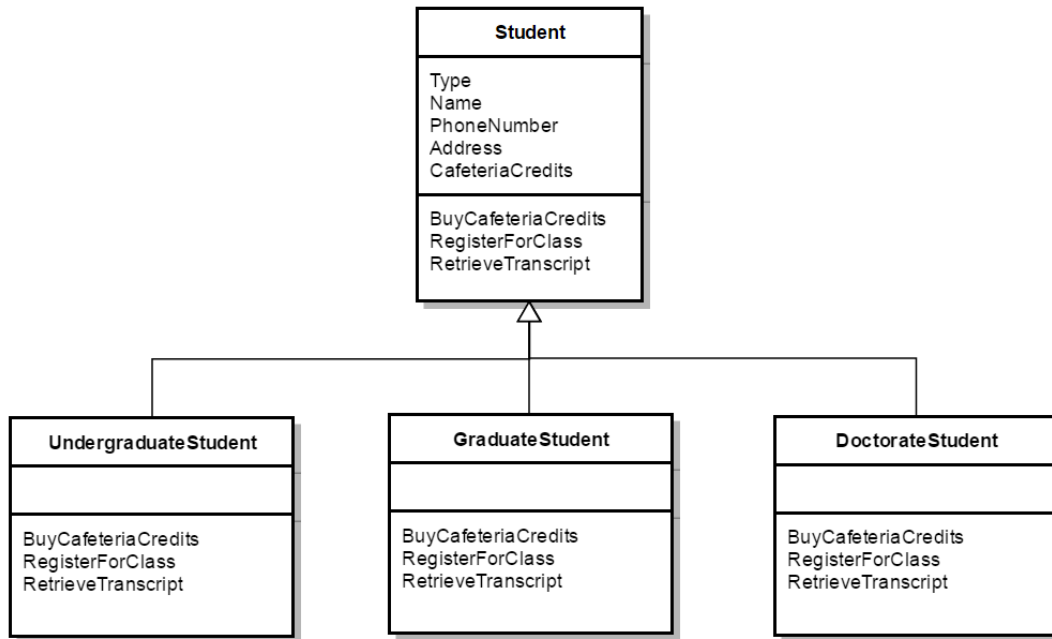 Student
Type
Name
PhoneNumber
Address
CafeteriaCredits
BuyCafeteriaCredits
RegisterForClass
RetrieveTranscript
UndergraduateStudent
BuyCafeteriaCredits
RegisterForClass
RetrieveTranscript
GraduateStudent
BuyCafeteriaCredits
RegisterForClass
RetrieveTranscript
DoctorateStudent
BuyCafeteriaCredits
RegisterForClass
RetrieveTranscript